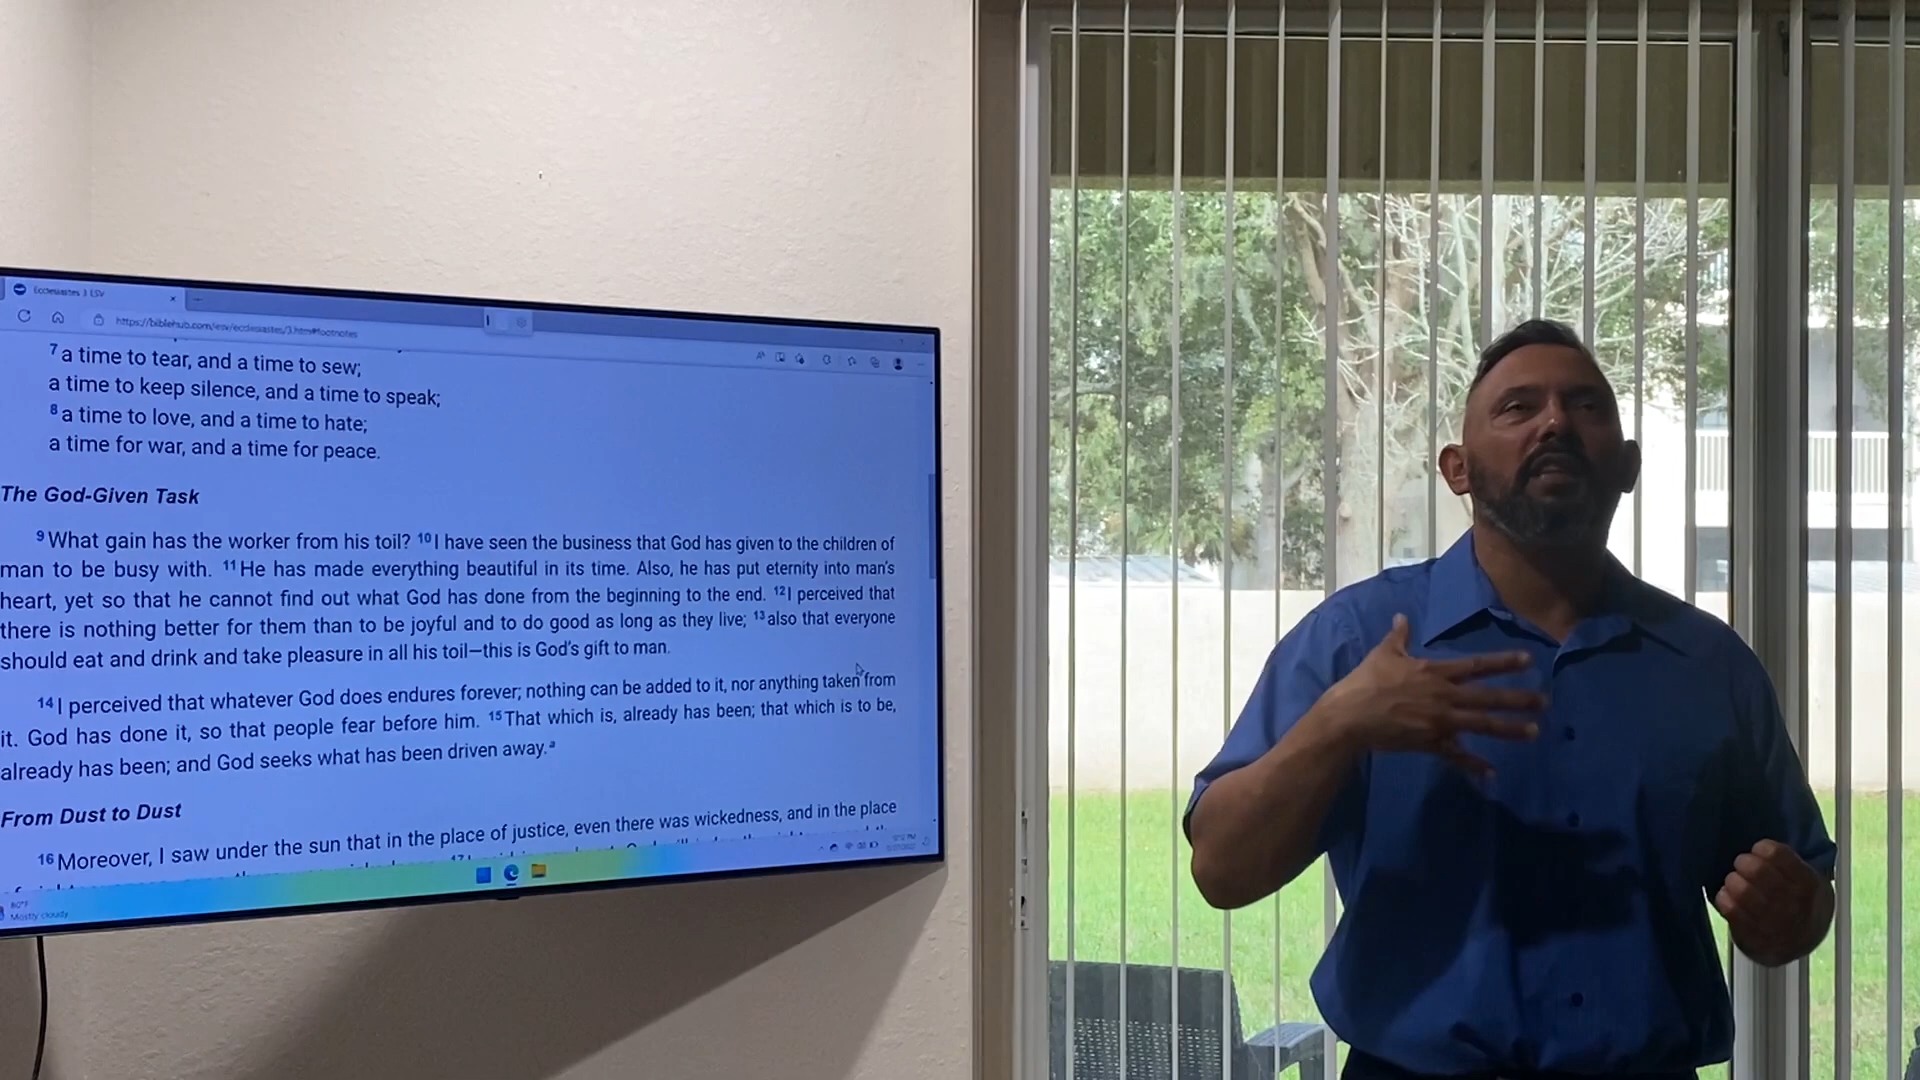 Ecclesiastes 3 ESV
https://biblehub.com/esv/ecclesiastes/3.htm#footnotes
7 a time to tear, and a time to sew;
a time to keep silence, and a time to speak;
8 a time to love, and a time to hate;
a time for war, and a time for peace.
The God-Given Task
9 What gain has the worker from his toil? 10 I have seen the business that God has given to the children of
man to be busy with. 11 He has made everything beautiful in its time. Also, he has put eternity into man's
heart, yet so that he cannot find out what God has done from the beginning to the end. 12 I perceived that
there is nothing better for them than to be joyful and to do good as long as they live; 13 also that everyone
should eat and drink and take pleasure in all his toil—this is God's gift to man.
14 I perceived that whatever God does endures forever; nothing can be added to it, nor anything taken from
it. God has done it, so that people fear before him. 15 That which is, already has been; that which is to be,
already has been; and God seeks what has been driven away.a
From Dust to Dust
16 Moreover, I saw under the sun that in the place of justice, even there was wickedness, and in the place
80°F
Mostly cloudy